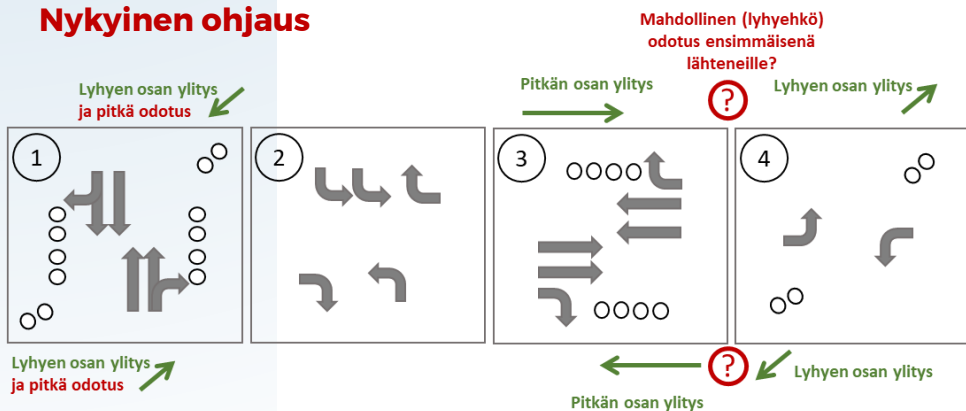 Nykyinen ohjaus
Mahdollinen (lyhyehkö)
odotus ensimmäisenä
lähteneille?
Lyhyen osan ylitys
ja pitkä odotus
Pitkän osan ylitys
?
Lyhyen osan ylitys
1
2
3
4
Lyhyen osan ylitys
ja pitkä odotus
?
Lyhyen osan ylitys
Pitkän osan ylitys